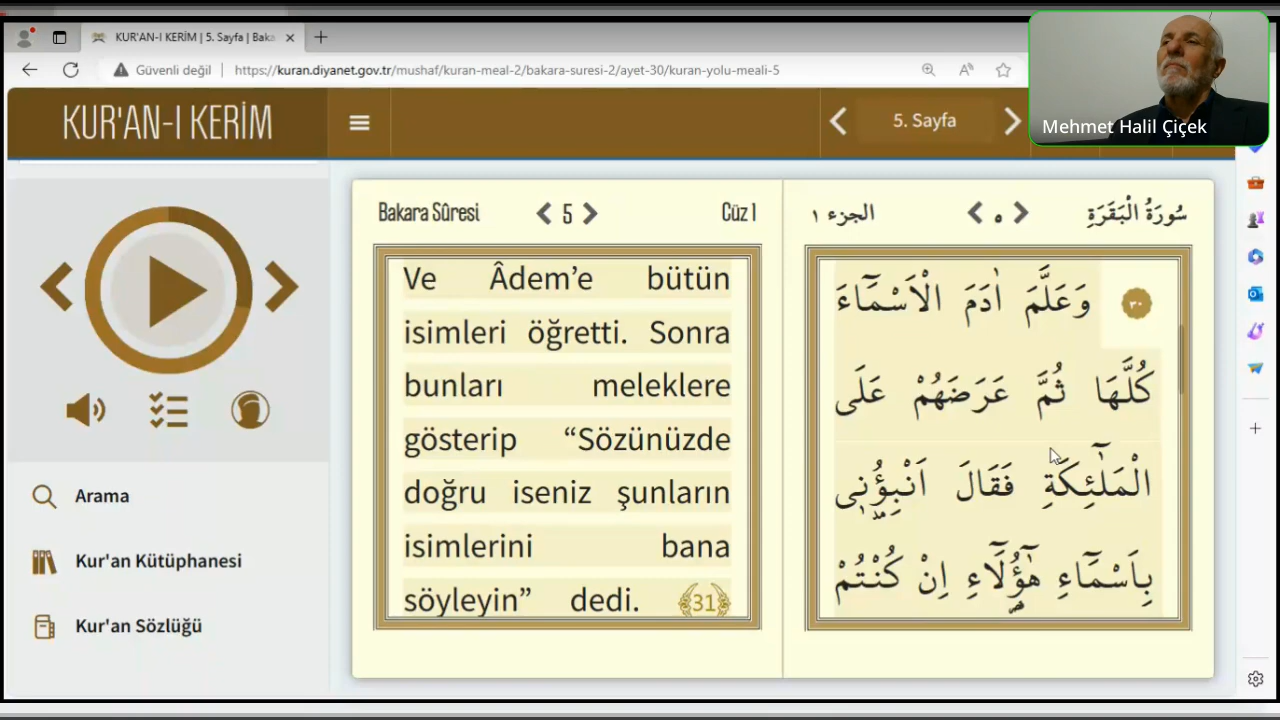 KUR'AN-I KERİM | 5. Sayfa | Baka
Güvenli değil
https://kuran.diyanet.gov.tr/mushaf/kuran-meal-2/bakara-suresi-2/ayet-30/kuran-yolu-meali-5
Mehmet Halil Çiçek
KUR'AN-I KERİM
5. Sayfa
Bakara Sûresi
5
Cüz 1
Ve Âdem’e bütün
isimleri öğretti. Sonra
bunları meleklere
gösterip “Sözünüzde
doğru iseniz şunların
isimlerini bana
söyleyin” dedi. 31
سُورَةُ الْبَقَرَةِ
٥
الجزء ١
٣٠ وَعَلَّمَ اٰدَمَ الْاَسْمَٓاءَ
كُلَّهَا ثُمَّ عَرَضَهُمْ عَلَى
الْمَلٰٓئِكَةِ فَقَالَ اَنْبِؤُ۫نٖي
بِاَسْمَٓاءِ هٰٓؤُ۬لَٓاءِ اِنْ كُنْتُمْ
Arama
Kur'an Kütüphanesi
Kur'an Sözlüğü